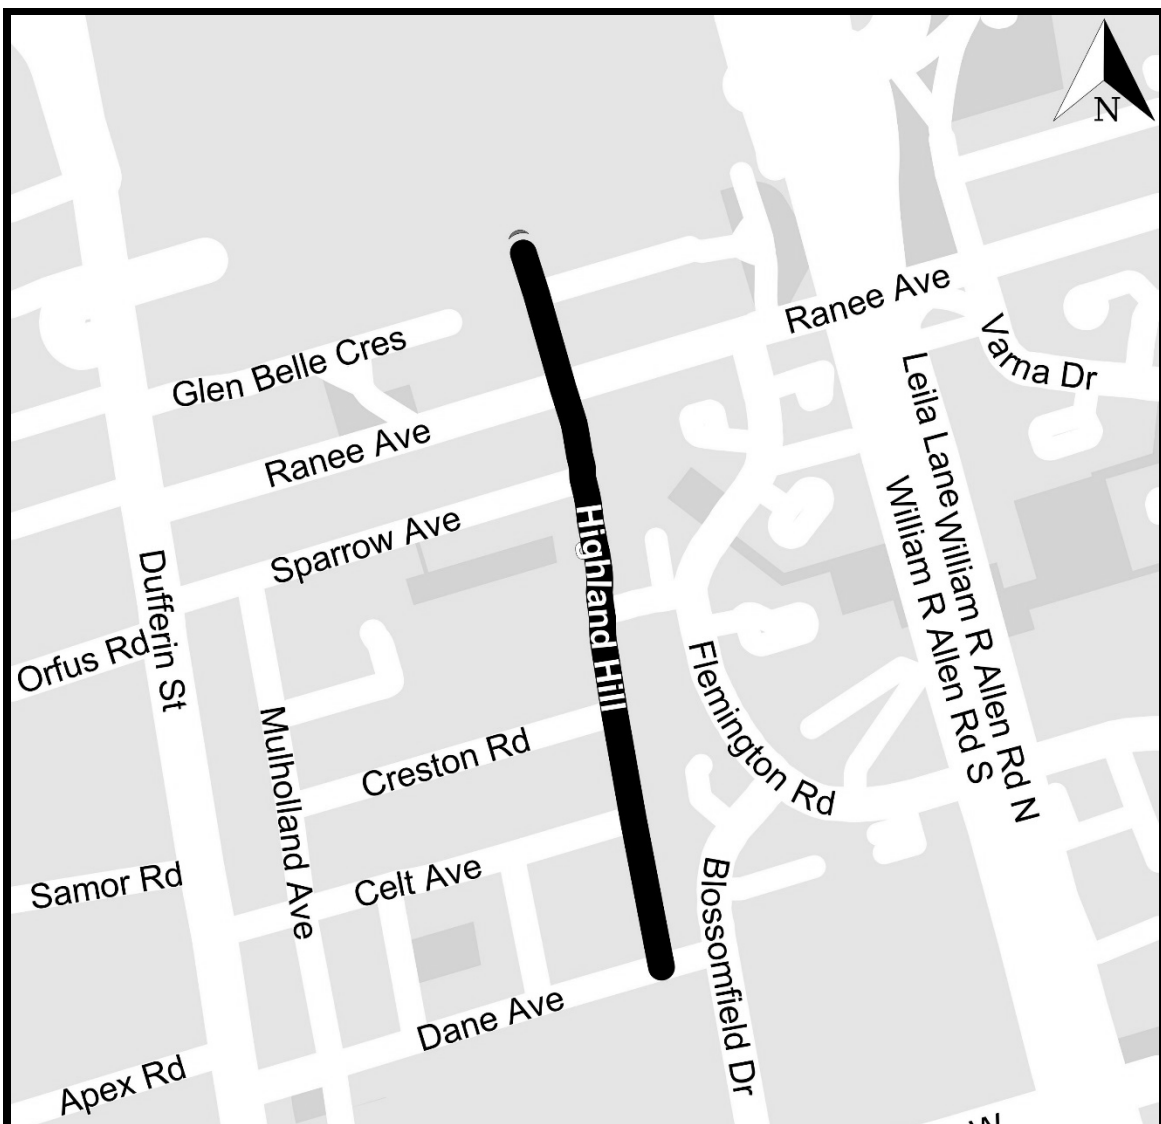 N
Ranee Ave
Glen Belle Cres
Varna Dr
Leila Lane
Ranee Ave
Sparrow Ave
William R Allen Rd N
William R Allen Rd S
Highland Hill
Dufferin St
Orfus Rd
Flemington Rd
Mulholland Ave
Creston Rd
Samor Rd
Celt Ave
Blossomfield Dr
Dane Ave
Apex Rd
W